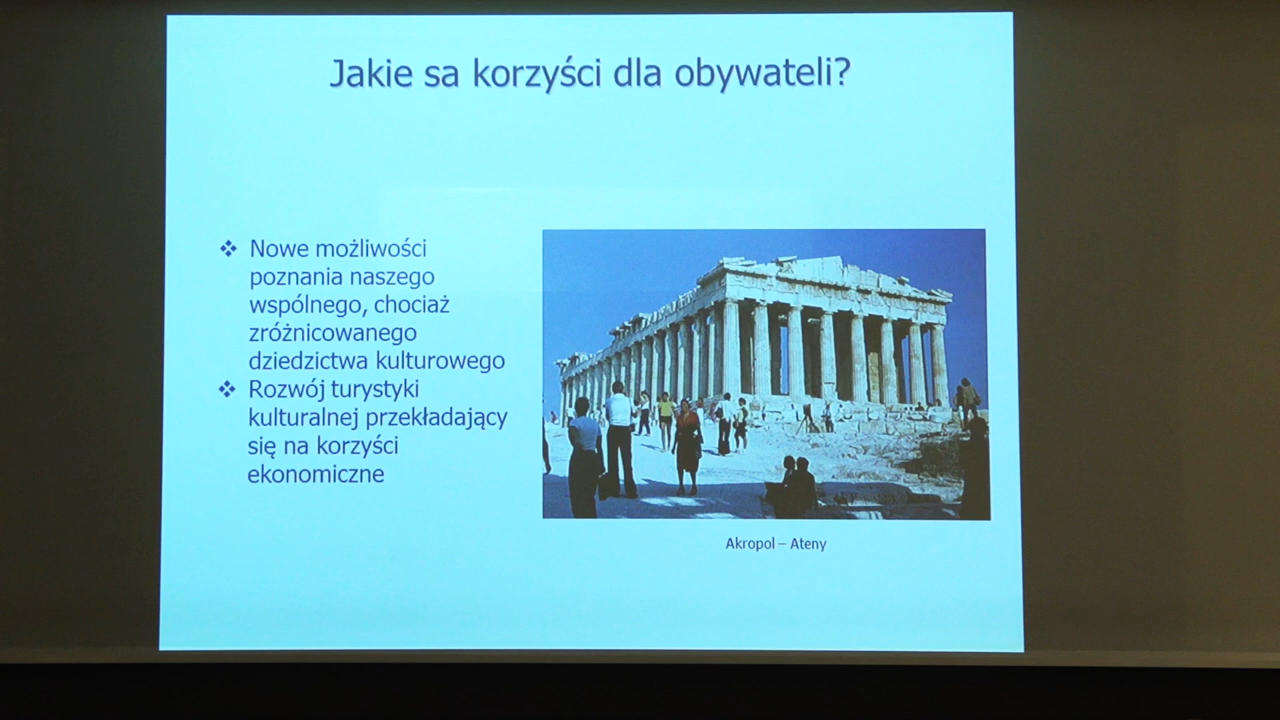 Jakie sa korzyści dla obywateli?
❖ Nowe możliwości
poznania naszego
wspólnego, chociaż
zróżnicowanego
dziedzictwa kulturowego
❖ Rozwój turystyki
kulturalnej przekładający
się na korzyści
ekonomiczne
Akropol – Ateny